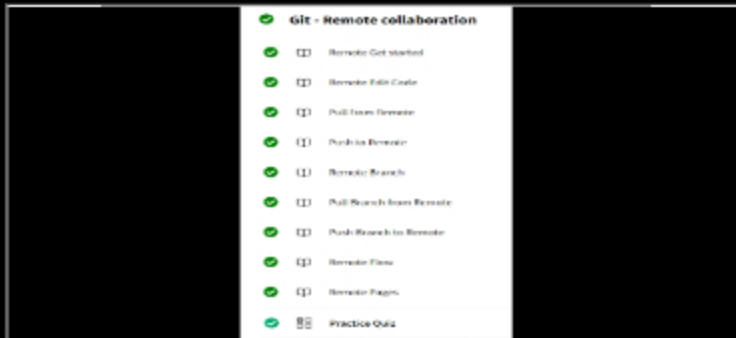 Git - Remote collaboration
Remote Get started
Remote Edit Code
Pull from Remote
Push to Remote
Remote Branch
Pull Branch from Remote
Push Branch to Remote
Remote Flow
Remote Pages
Practice Quiz